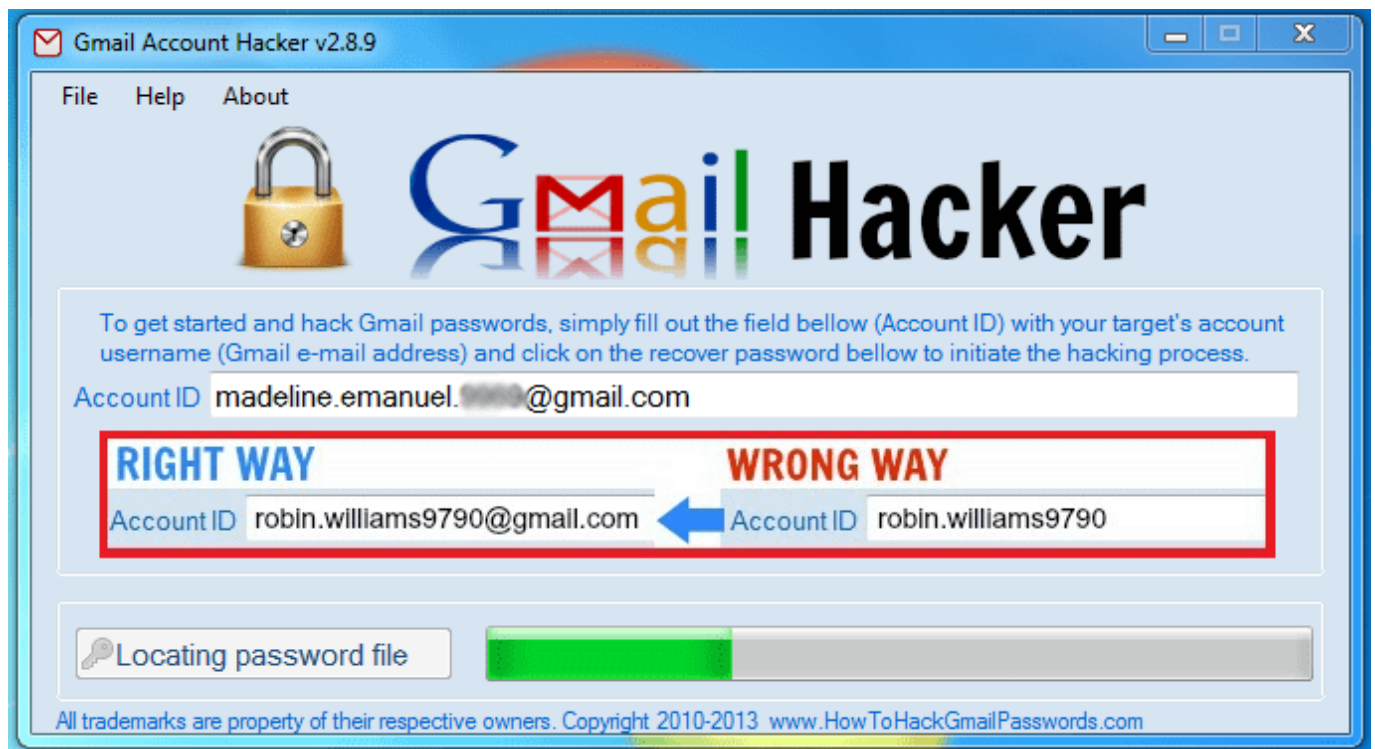 Gmail Account Hacker v2.8.9
File Help About
Gmail Hacker
To get started and hack Gmail passwords, simply fill out the field bellow (Account ID) with your target's account
username (Gmail e-mail address) and click on the recover password bellow to initiate the hacking process.
Account ID madeline.emanuel. @gmail.com
RIGHT WAY WRONG WAY
Account ID robin.williams9790@gmail.com Account ID robin.williams9790
Locating password file
All trademarks are property of their respective owners. Copyright 2010-2013 www.HowToHackGmailPasswords.com